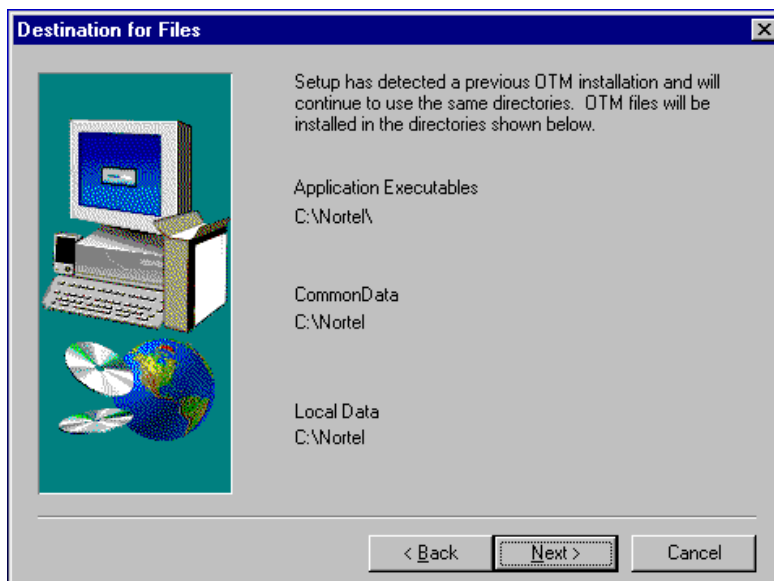 Destination for Files
Setup has detected a previous OTM installation and will
continue to use the same directories.  OTM files will be
installed in the directories shown below.
Application Executables
C:\Nortel\
CommonData
C:\Nortel
Local Data
C:\Nortel
< Back
Next >
Cancel